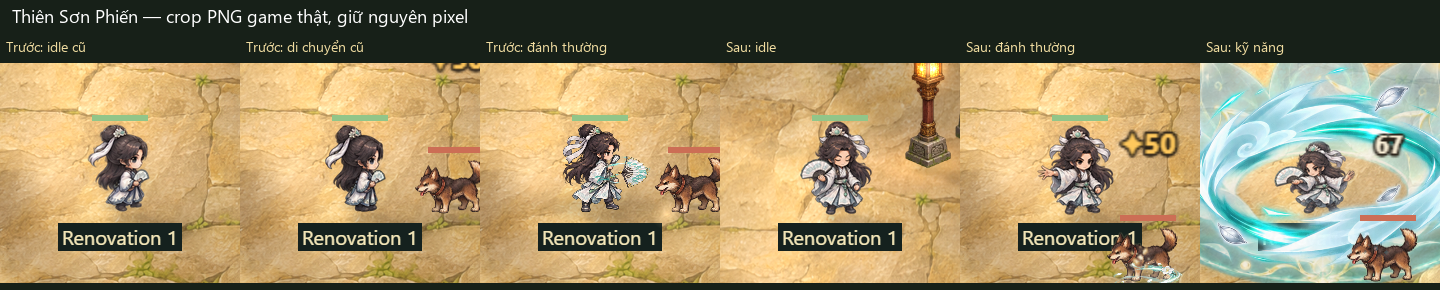 Thiên Sơn Phiến — crop PNG game thật, giữ nguyên pixel
Trước: idle cũ
Trước: di chuyển cũ
Trước: đánh thường
Sau: idle
Sau: đánh thường
Sau: kỹ năng
+50
67
Renovation 1
Renovation 1
Renovation 1
Renovation 1
Renovation 1